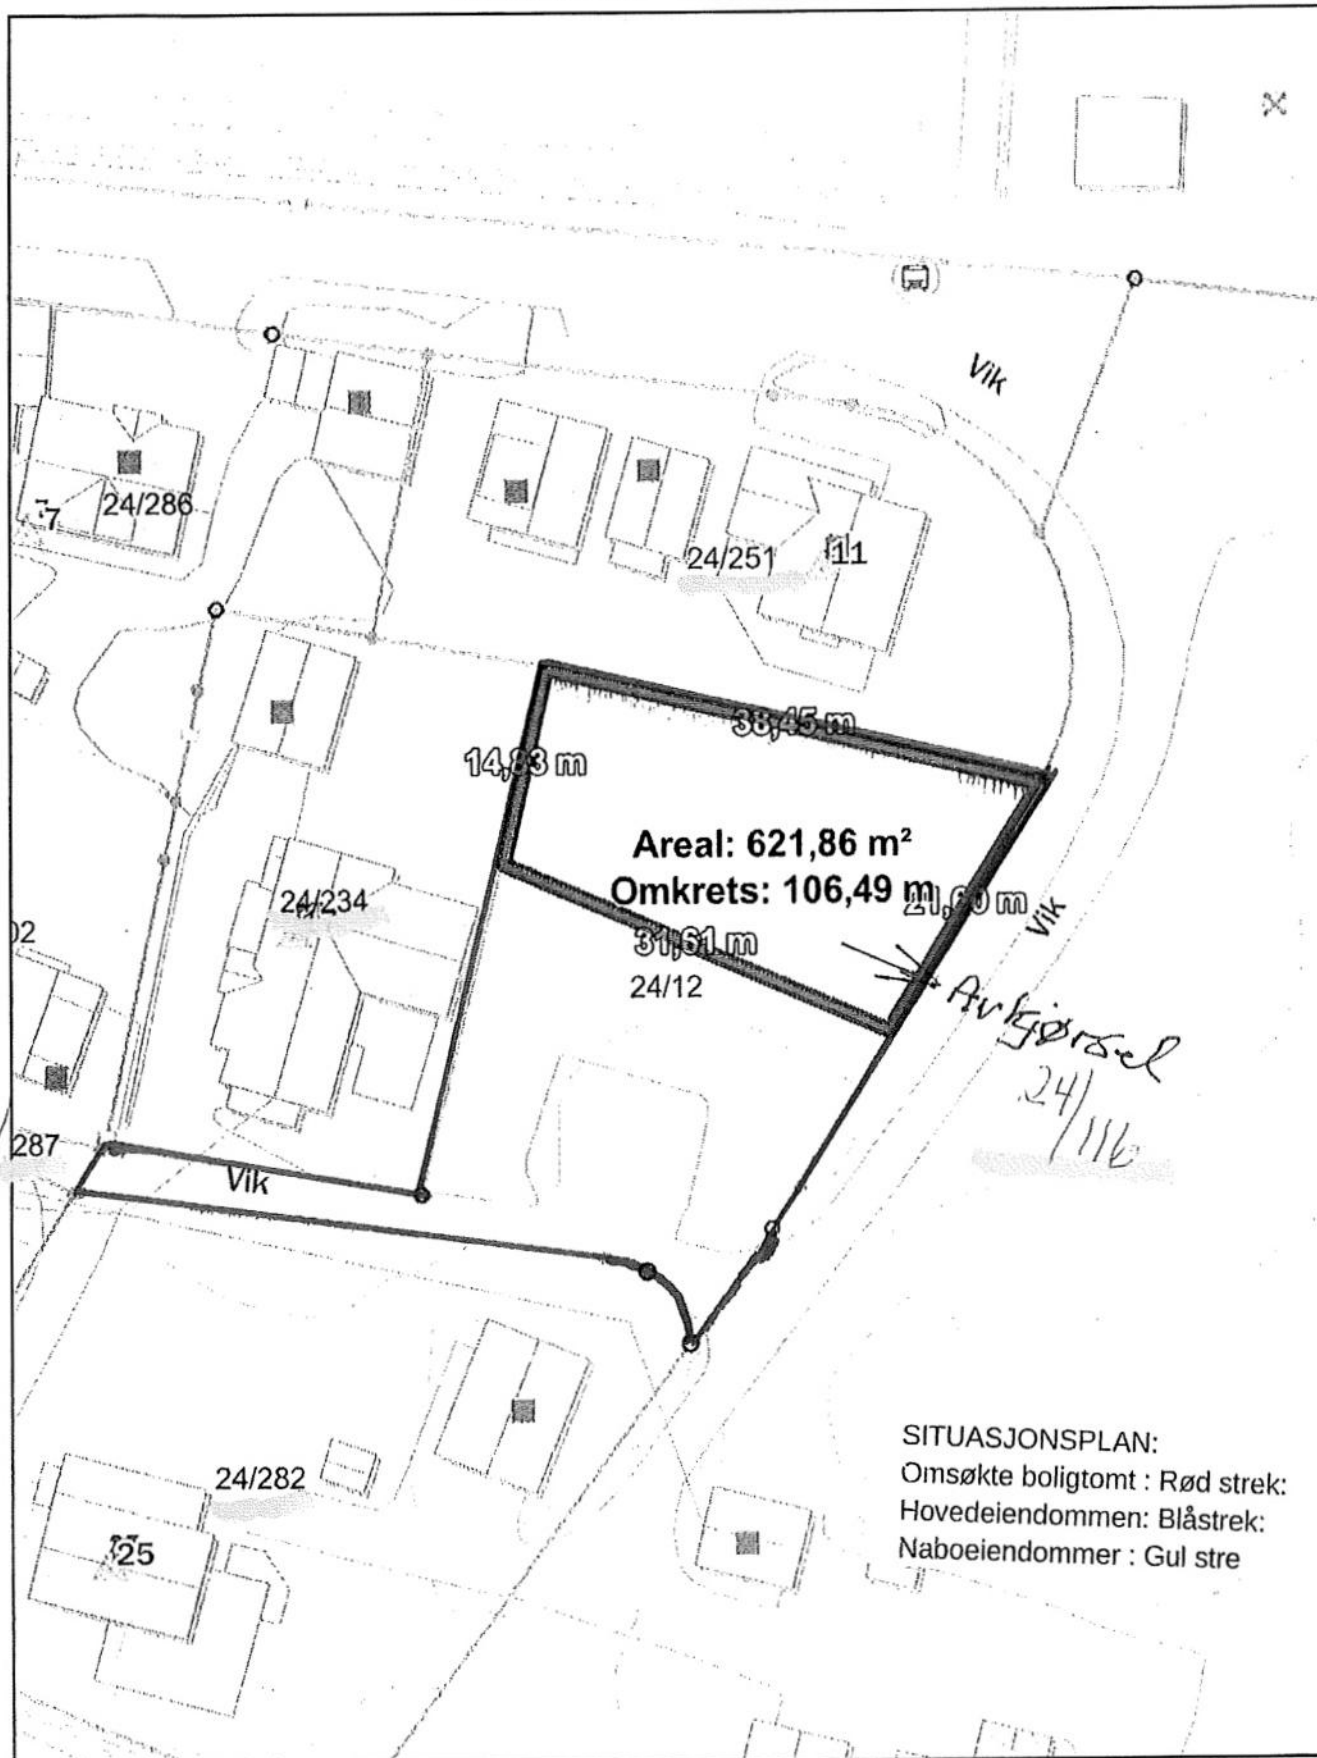 Vik
24/286
7
24/251
11
38,45 m
14,83 m
Areal: 621,86 m²
Omkrets: 106,49 m
21,60 m
Vik
24/234
31,61 m
24/12
02
Avkjørsel
24/116
287
Vik
SITUASJONSPLAN:
Omsøkte boligtomt : Rød strek:
Hovedeiendommen: Blåstrek:
Naboeiendommer : Gul stre
24/282
25